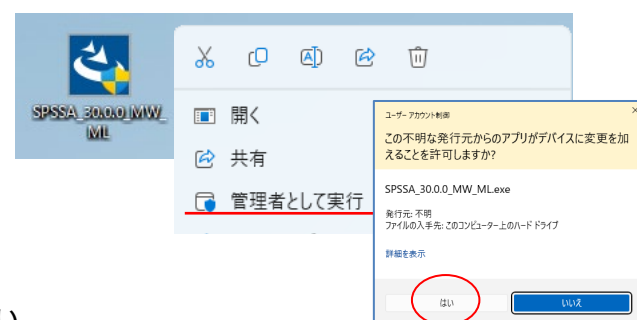 SPSSA_30.0.0_MW_
ML
開く
共有
管理者として実行
ユーザー アカウント制御
この不明な発行元からのアプリがデバイスに変更を加
えることを許可しますか?
SPSSA_30.0.0_MW_ML.exe
発行元: 不明
ファイルの入手先: このコンピューター上のハード ドライブ
詳細を表示
はい
いいえ